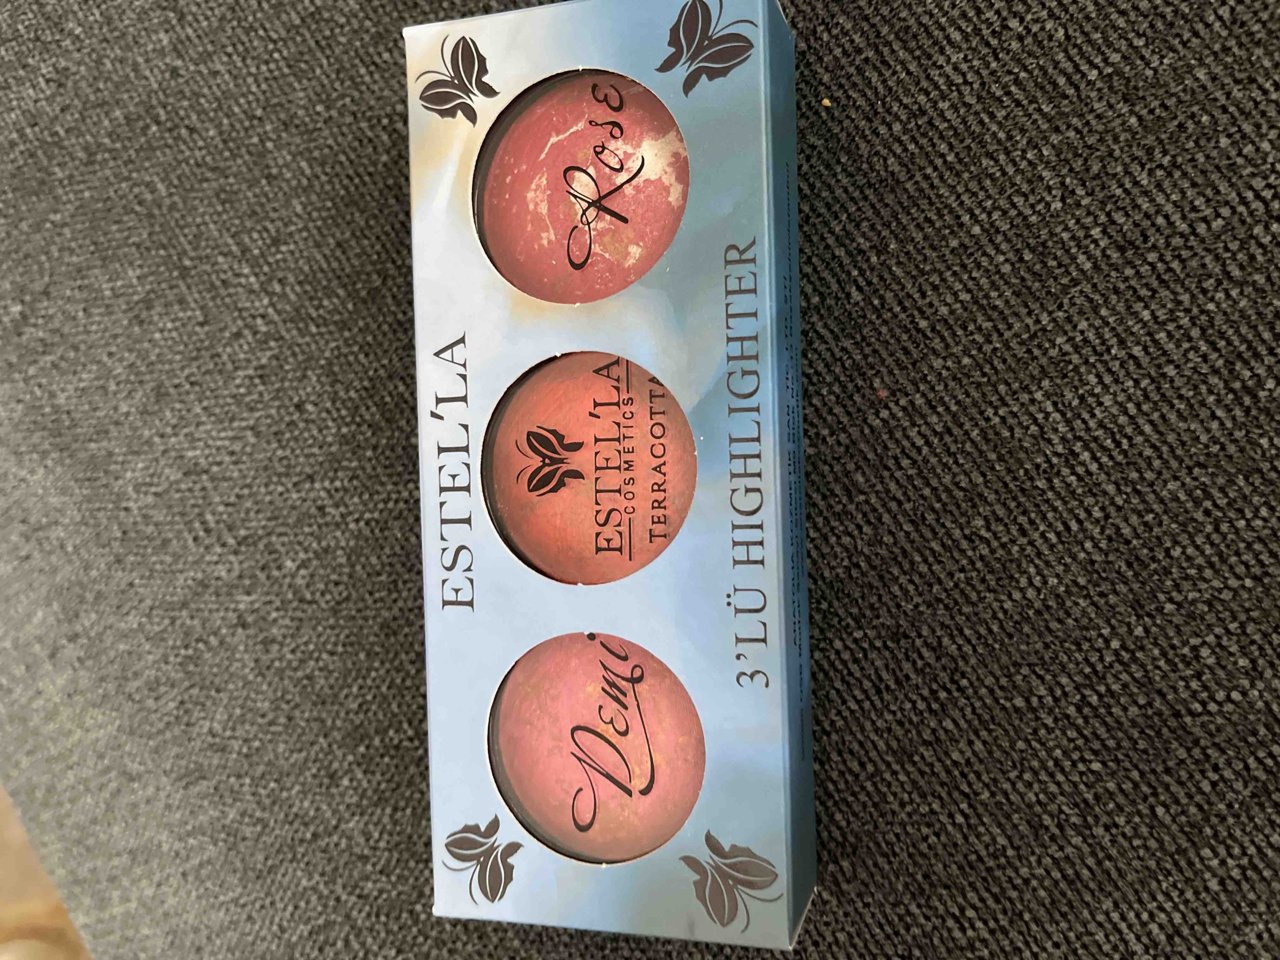 ESTEL'LA
Demi
ESTEL'LA
COSMETICS
TERRACOTTA
Rose
3'LÜ HIGHLIGHTER